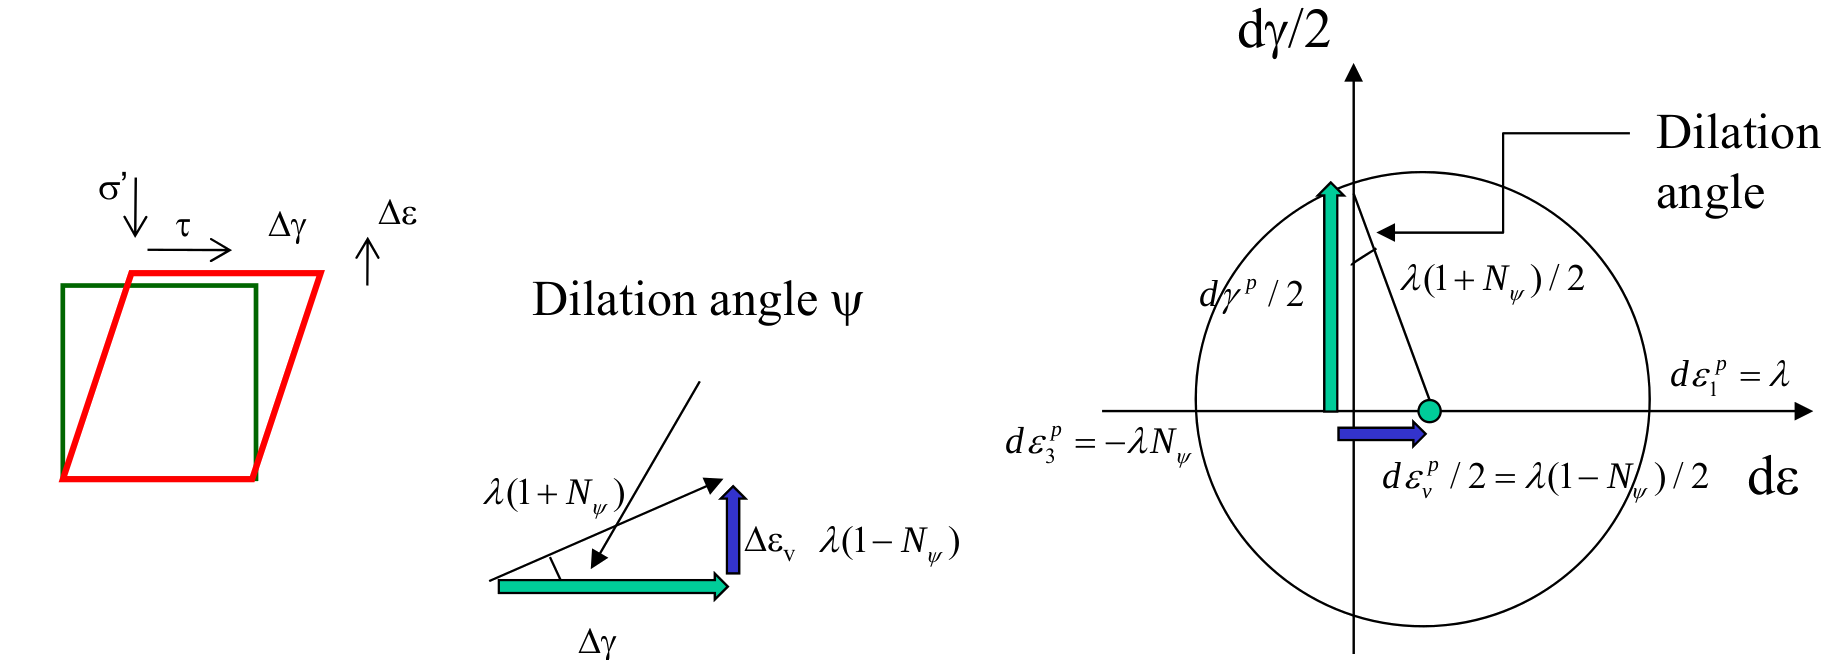 σ’
τ
Δγ
Δε
Dilation angle ψ
λ(1+N_ψ)
Δε_v λ(1−N_ψ)
Δγ
dγ/2
Dilation
angle
dγ^p / 2
λ(1+N_ψ) / 2
dε_1^p = λ
dε_3^p = −λN_ψ
dε_v^p / 2 = λ(1−N_ψ) / 2
dε